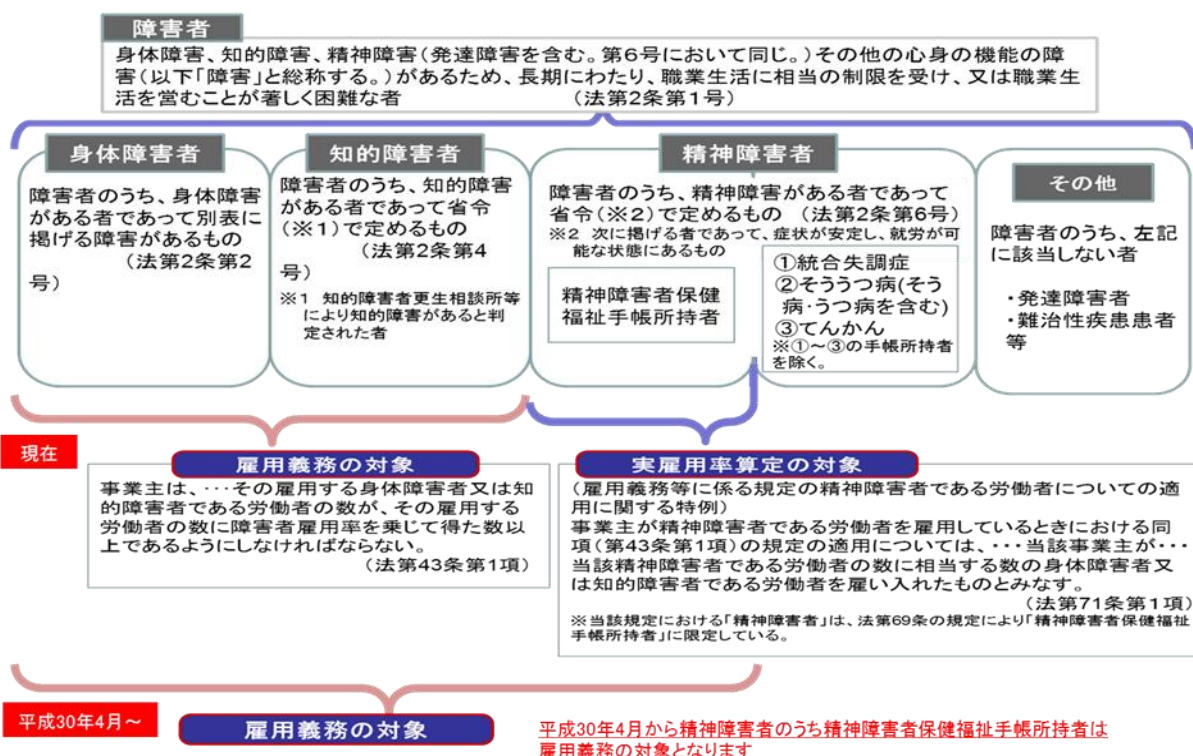 障害者
身体障害、知的障害、精神障害(発達障害を含む。第6号において同じ。)その他の心身の機能の障
害(以下「障害」と総称する。)があるため、長期にわたり、職業生活に相当の制限を受け、又は職業生
活を営むことが著しく困難な者 (法第2条第1号)
身体障害者
障害者のうち、身体障害
がある者であって別表に
掲げる障害があるもの
(法第2条第2
号)
知的障害者
障害者のうち、知的障害
がある者であって省令
(※1)で定めるもの
(法第2条第4
号)
※1 知的障害者更生相談所等
により知的障害があると判
定された者
精神障害者
障害者のうち、精神障害がある者であって
省令(※2)で定めるもの (法第2条第6号)
※2 次に掲げる者であって、症状が安定し、就労が可
能な状態にあるもの
精神障害者保健
福祉手帳所持者
①統合失調症
②そううつ病(そう
病・うつ病を含む)
③てんかん
※①～③の手帳所持者
を除く。
その他
障害者のうち、左記
に該当しない者
・発達障害者
・難治性疾患患者
等
現在
雇用義務の対象
事業主は、･･･その雇用する身体障害者又は知
的障害者である労働者の数が、その雇用する
労働者の数に障害者雇用率を乗じて得た数以
上であるようにしなければならない。
(法第43条第1項)
実雇用率算定の対象
(雇用義務等に係る規定の精神障害者である労働者についての適
用に関する特例)
事業主が精神障害者である労働者を雇用しているときにおける同
項(第43条第1項)の規定の適用については、･･･当該事業主が･･･
当該精神障害者である労働者の数に相当する数の身体障害者又
は知的障害者である労働者を雇い入れたものとみなす。
(法第71条第1項)
※当該規定における「精神障害者」は、法第69条の規定により「精神障害者保健福祉
手帳所持者」に限定している。
平成30年4月～
雇用義務の対象
平成30年4月から精神障害者のうち精神障害者保健福祉手帳所持者は
雇用義務の対象となります